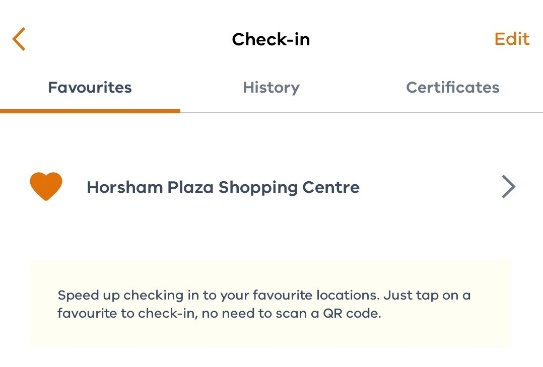 Check-in
Edit
Favourites
History
Certificates
Horsham Plaza Shopping Centre
Speed up checking in to your favourite locations. Just tap on a
favourite to check-in, no need to scan a QR code.